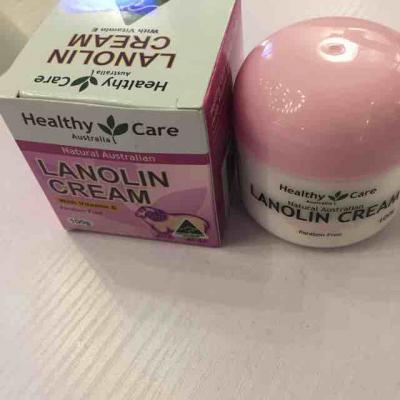 LANOLIN
CREAM
With Vitamin E
Healthy Care
Australia
Healthy Care
Australia
Natural Australian
LANOLIN
CREAM
With Vitamin E
Paraben Free
100g
Healthy Care
Australia
Natural Australian
LANOLIN CREAM
Paraben Free